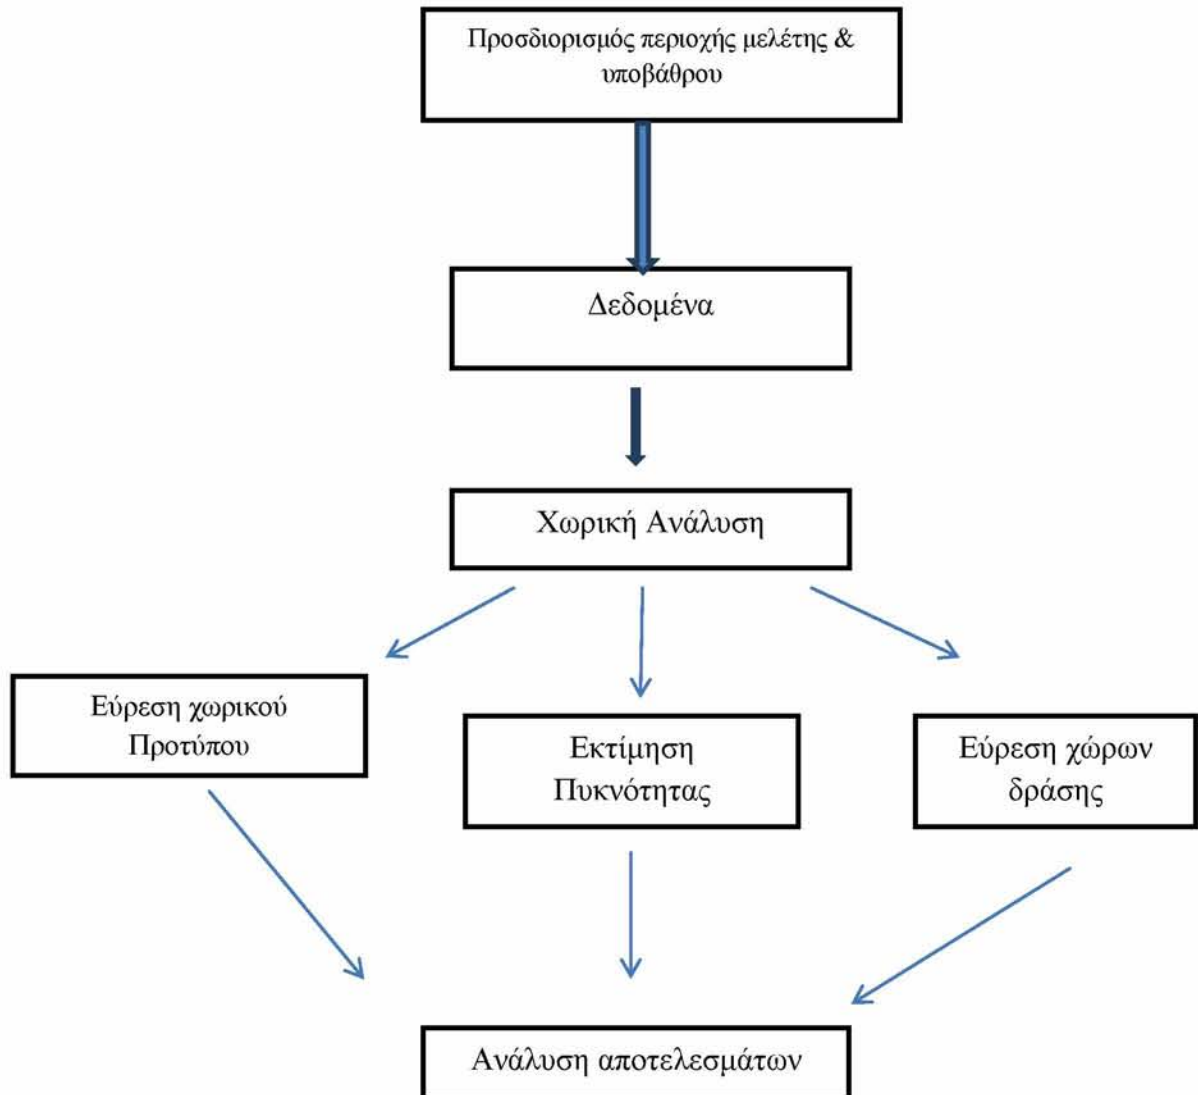 Προσδιορισμός περιοχής μελέτης &
υποβάθρου
Δεδομένα
Χωρική Ανάλυση
Εύρεση χωρικού
Προτύπου
Εκτίμηση
Πυκνότητας
Εύρεση χώρων
δράσης
Ανάλυση αποτελεσμάτων